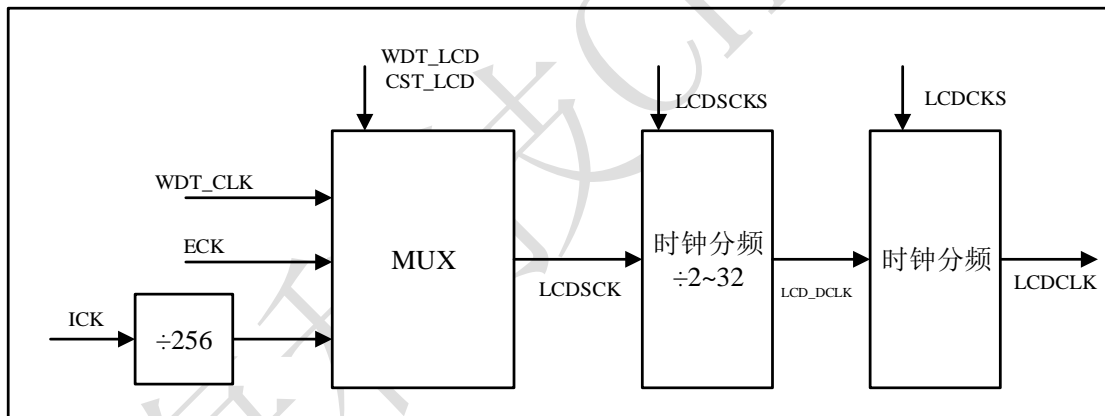 WDT_LCD
CST_LCD
LCDSCKS
LCDCKS
WDT_CLK
ECK
MUX
时钟分频
÷2~32
时钟分频
LCDSCK
LCD_DCLK
LCDCLK
ICK
÷256